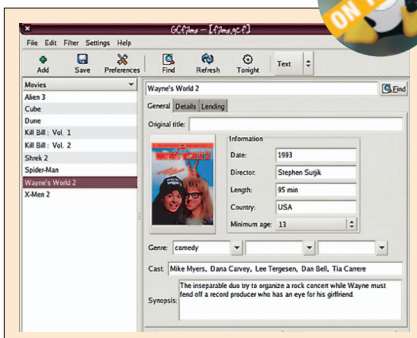 ON
GCfilms - [films.gcf]
File Edit Filter Settings Help
Add Save Preferences Find Refresh Tonight Text
Movies
Alien 3
Cube
Dune
Kill Bill: Vol. 1
Kill Bill: Vol. 2
Shrek 2
Spider-Man
Wayne's World 2
X-Men 2
Wayne's World 2 Find
General Details Lending
Original title:
WAYNE'S WORLD 2
Information
Date: 1993
Director: Stephen Surjik
Length: 95 min
Country: USA
Minimum age: 13
Genre: comedy
Cast: Mike Myers, Dana Carvey, Lee Tergesen, Dan Bell, Tia Carrere
Synopsis: The inseparable duo try to organize a rock concert while Wayne must
fend off a record producer who has an eye for his girlfriend.